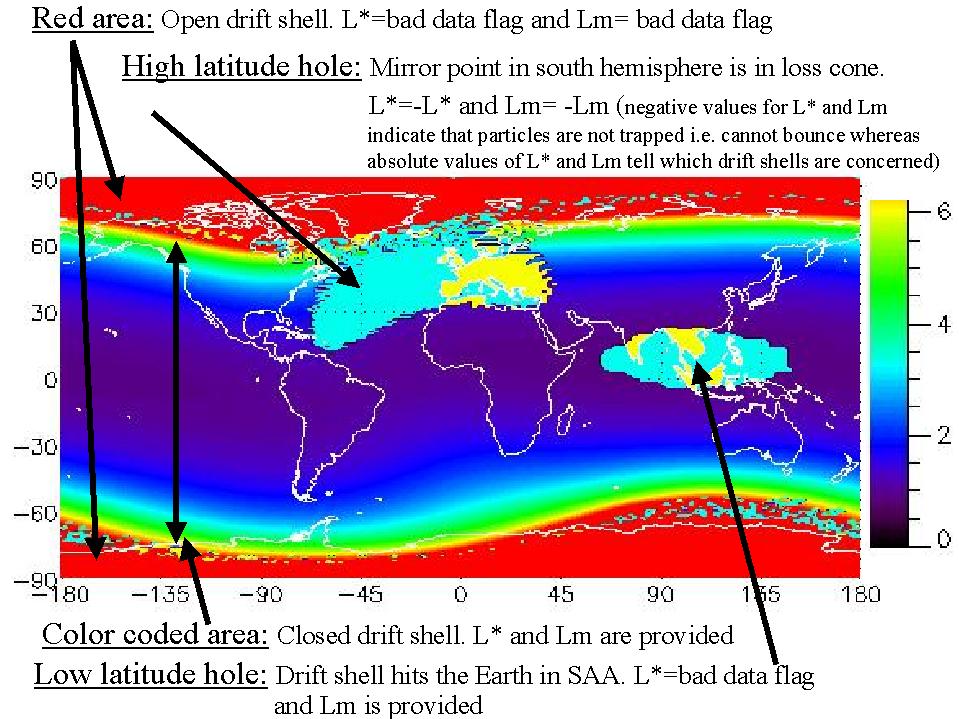 Red area: Open drift shell. L*=bad data flag and Lm= bad data flag
High latitude hole: Mirror point in south hemisphere is in loss cone.
L*=-L* and Lm= -Lm (negative values for L* and Lm
indicate that particles are not trapped i.e. cannot bounce whereas
absolute values of L* and Lm tell which drift shells are concerned)
90
60
30
0
−30
−60
−90
−180 −135 −90 −45 0 45 90 135 180
6
4
2
0
Color coded area: Closed drift shell. L* and Lm are provided
Low latitude hole: Drift shell hits the Earth in SAA. L*=bad data flag
and Lm is provided